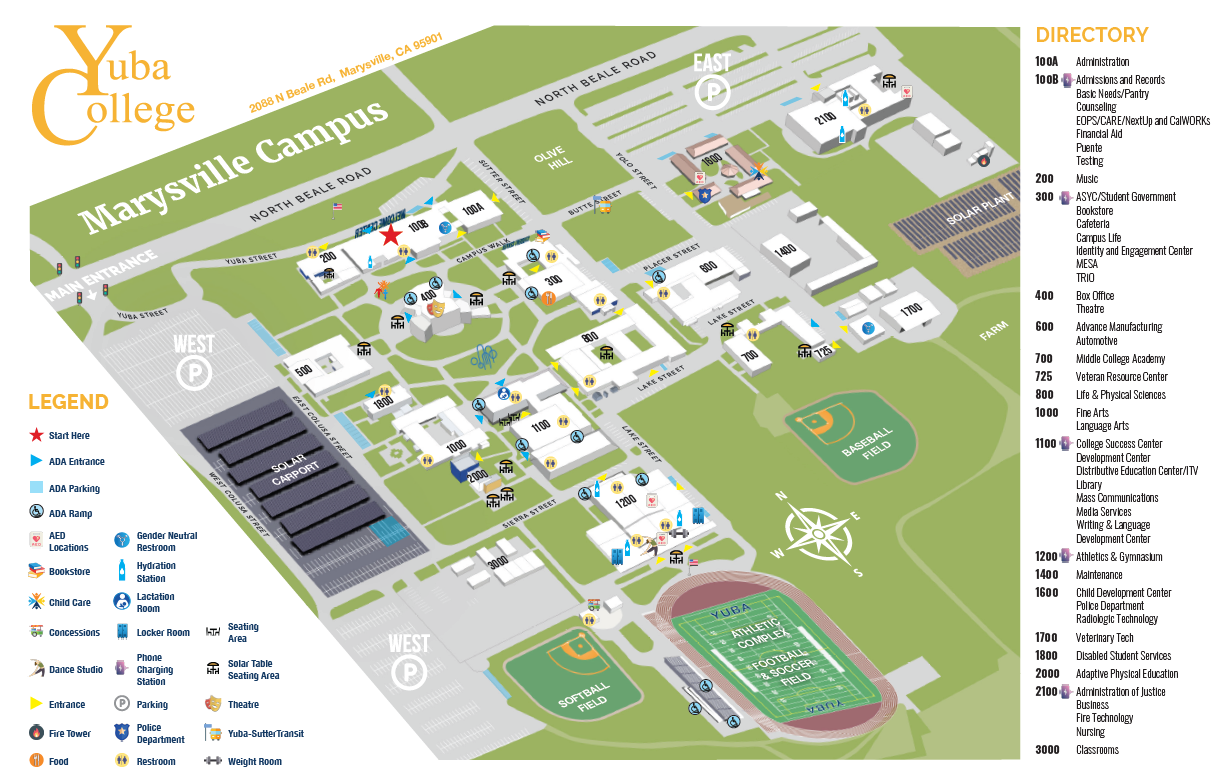 Yuba
College
2088 N Beale Rd, Marysville, CA 95901
Marysville Campus
NORTH BEALE ROAD
EAST
P
NORTH BEALE ROAD
SUTTER STREET
OLIVE
HILL
YOLO STREET
BUTTE STREET
2100
1600
SOLAR PLANT
MAIN ENTRANCE
YUBA STREET
YUBA STREET
WELCOME CENTER
100B
100A
200
CAMPUS WALK
300
400
PLACER STREET
600
1400
LAKE STREET
1700
FARM
WEST
P
500
800
700
725
LAKE STREET
1800
EAST COLUSA STREET
1000
1100
2000
LAKE STREET
BASEBALL
FIELD
SOLAR
CARPORT
WEST COLUSA STREET
SIERRA STREET
1200
N
E
W
S
3000
WEST
P
YUBA
ATHLETIC
COMPLEX
FOOTBALL
& SOCCER
FIELD
YUBA
SOFTBALL
FIELD
LEGEND
Start Here
ADA Entrance
ADA Parking
ADA Ramp
AED
Locations
Bookstore
Child Care
Concessions
Dance Studio
Entrance
Fire Tower
Food
Gender Neutral
Restroom
Hydration
Station
Lactation
Room
Locker Room
Phone
Charging
Station
P
Parking
Police
Department
Restroom
Seating
Area
Solar Table
Seating Area
Theatre
Yuba-SutterTransit
Weight Room
DIRECTORY
100A Administration
100B Admissions and Records
Basic Needs/Pantry
Counseling
EOPS/CARE/NextUp and CalWORKs
Financial Aid
Puente
Testing
200 Music
300 ASYC/Student Government
Bookstore
Cafeteria
Campus Life
Identity and Engagement Center
MESA
TRIO
400 Box Office
Theatre
600 Advance Manufacturing
Automotive
700 Middle College Academy
725 Veteran Resource Center
800 Life & Physical Sciences
1000 Fine Arts
Language Arts
1100 College Success Center
Development Center
Distributive Education Center/ITV
Library
Mass Communications
Media Services
Writing & Language
Development Center
1200 Athletics & Gymnasium
1400 Maintenance
1600 Child Development Center
Police Department
Radiologic Technology
1700 Veterinary Tech
1800 Disabled Student Services
2000 Adaptive Physical Education
2100 Administration of Justice
Business
Fire Technology
Nursing
3000 Classrooms